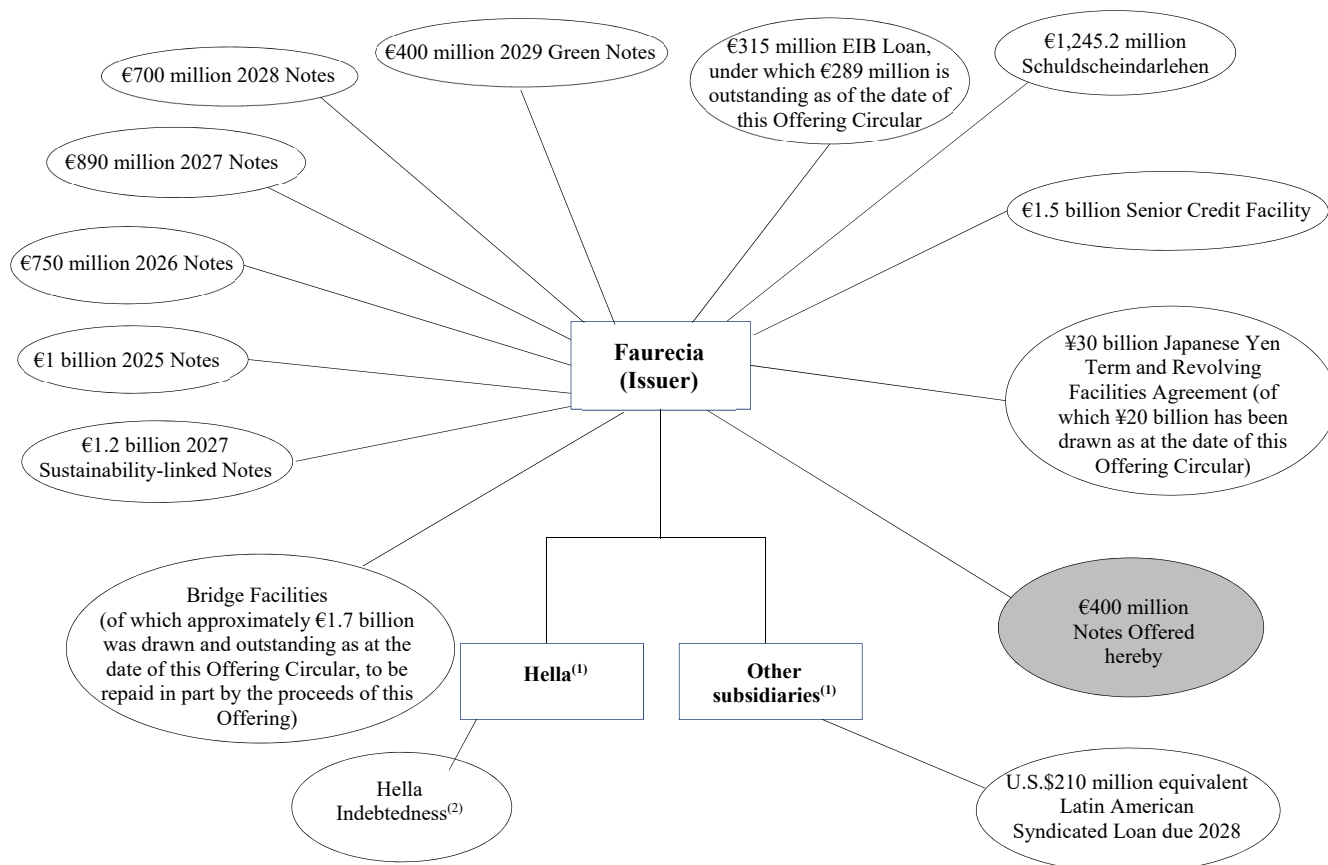 €400 million 2029 Green Notes
€700 million 2028 Notes
€315 million EIB Loan,
under which €289 million is
outstanding as of the date of
this Offering Circular
€1,245.2 million
Schuldscheindarlehen
€890 million 2027 Notes
€1.5 billion Senior Credit Facility
€750 million 2026 Notes
Faurecia
(Issuer)
€1 billion 2025 Notes
¥30 billion Japanese Yen
Term and Revolving
Facilities Agreement (of
which ¥20 billion has been
drawn as at the date of this
Offering Circular)
€1.2 billion 2027
Sustainability-linked Notes
Bridge Facilities
(of which approximately €1.7 billion
was drawn and outstanding as at the
date of this Offering Circular, to be
repaid in part by the proceeds of this
Offering)
€400 million
Notes Offered
hereby
Hella(1)
Other
subsidiaries(1)
Hella
Indebtedness(2)
U.S.$210 million equivalent
Latin American
Syndicated Loan due 2028